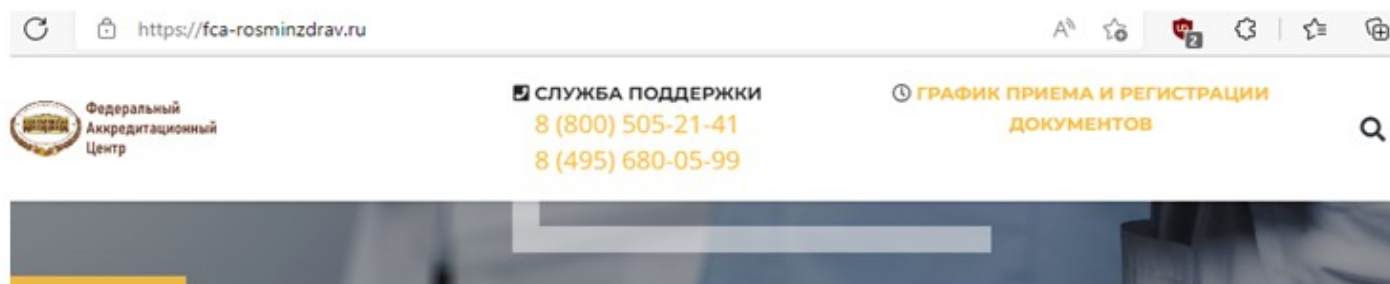 https://fca-rosminzdrav.ru
2
Федеральный
Аккредитационный
Центр
СЛУЖБА ПОДДЕРЖКИ
8 (800) 505-21-41
8 (495) 680-05-99
ГРАФИК ПРИЕМА И РЕГИСТРАЦИИ
ДОКУМЕНТОВ